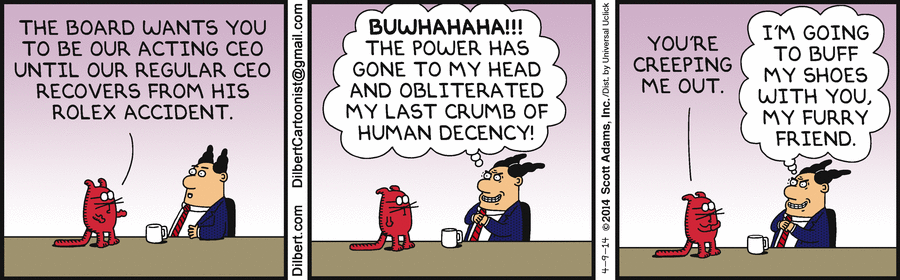 THE BOARD WANTS YOU
TO BE OUR ACTING CEO
UNTIL OUR REGULAR CEO
RECOVERS FROM HIS
ROLEX ACCIDENT.
Dilbert.com DilbertCartoonist@gmail.com
BUWHAHAHA!!!
THE POWER HAS
GONE TO MY HEAD
AND OBLITERATED
MY LAST CRUMB OF
HUMAN DECENCY!
4-9-14 ©2014 Scott Adams, Inc. /Dist. by Universal Uclick
YOU'RE
CREEPING
ME OUT.
I'M GOING
TO BUFF
MY SHOES
WITH YOU,
MY FURRY
FRIEND.